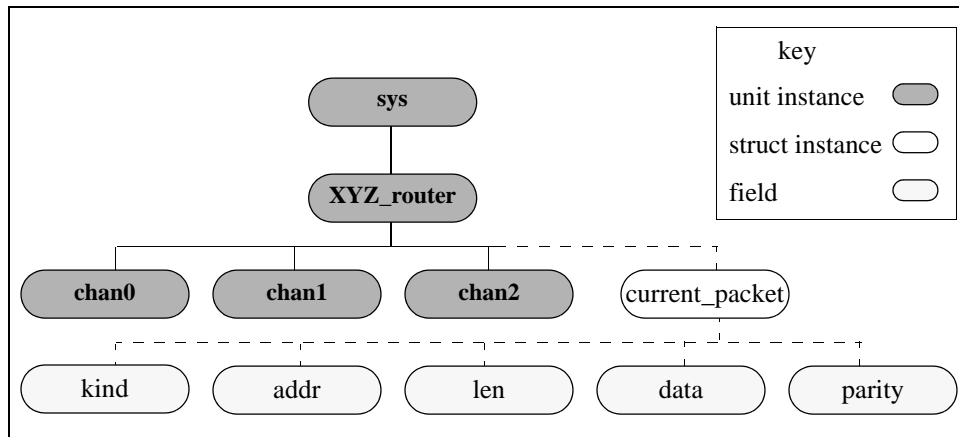 key
unit instance
struct instance
field
sys
XYZ_router
chan0
chan1
chan2
current_packet
kind
addr
len
data
parity